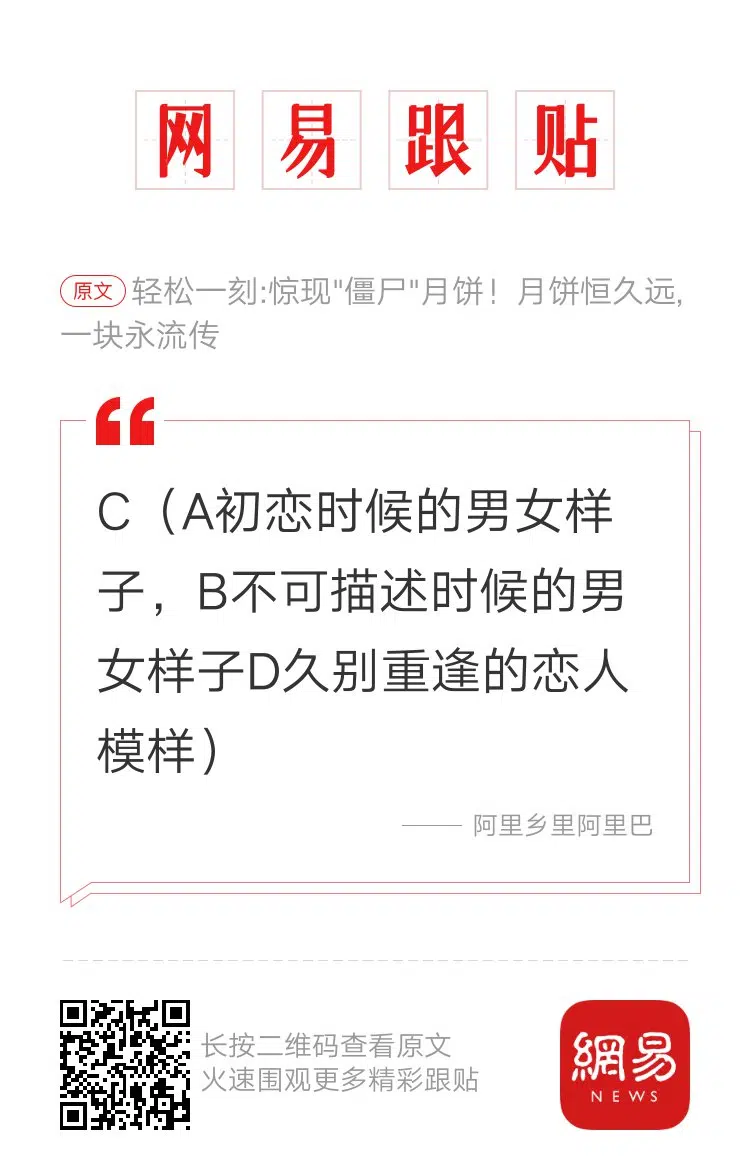 网易跟贴
原文 轻松一刻:惊现"僵尸"月饼！月饼恒久远,
一块永流传
C（A初恋时候的男女样
子，B不可描述时候的男
女样子D久别重逢的恋人
模样）
—— 阿里乡里阿里巴
长按二维码查看原文
火速围观更多精彩跟贴
網易
NEWS